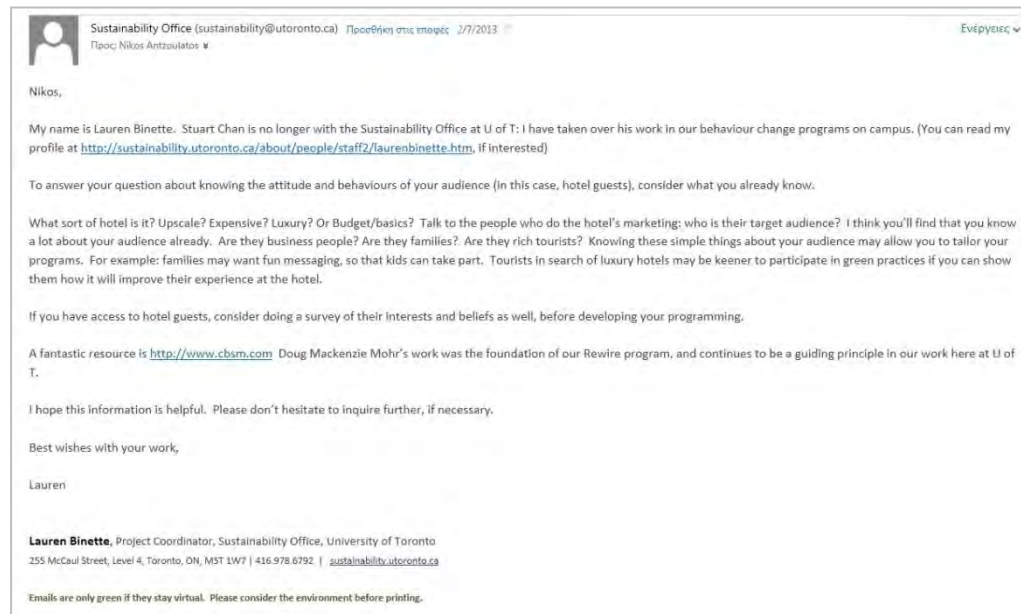 Sustainability Office (sustainability@utoronto.ca) Προσθήκη στις επαφές 2/7/2013
Ενέργειες
Προς: Nikos Antzoulatos
Nikos,
My name is Lauren Binette. Stuart Chan is no longer with the Sustainability Office at U of T: I have taken over his work in our behaviour change programs on campus. (You can read my
profile at http://sustainability.utoronto.ca/about/people/staff2/laurenbinette.htm, if interested)
To answer your question about knowing the attitude and behaviours of your audience (in this case, hotel guests), consider what you already know.
What sort of hotel is it? Upscale? Expensive? Luxury? Or Budget/basics? Talk to the people who do the hotel's marketing: who is their target audience? I think you'll find that you know
a lot about your audience already. Are they business people? Are they families? Are they rich tourists? Knowing these simple things about your audience may allow you to tailor your
programs. For example: families may want fun messaging, so that kids can take part. Tourists in search of luxury hotels may be keener to participate in green practices if you can show
them how it will improve their experience at the hotel.
If you have access to hotel guests, consider doing a survey of their interests and beliefs as well, before developing your programming.
A fantastic resource is http://www.cbsm.com Doug Mackenzie Mohr's work was the foundation of our Rewire program, and continues to be a guiding principle in our work here at U of
T.
I hope this information is helpful. Please don't hesitate to inquire further, if necessary.
Best wishes with your work,
Lauren
Lauren Binette, Project Coordinator, Sustainability Office, University of Toronto
255 McCaul Street, Level 4, Toronto, ON, M5T 1W7 | 416.978.6792 | sustainability.utoronto.ca
Emails are only green if they stay virtual. Please consider the environment before printing.